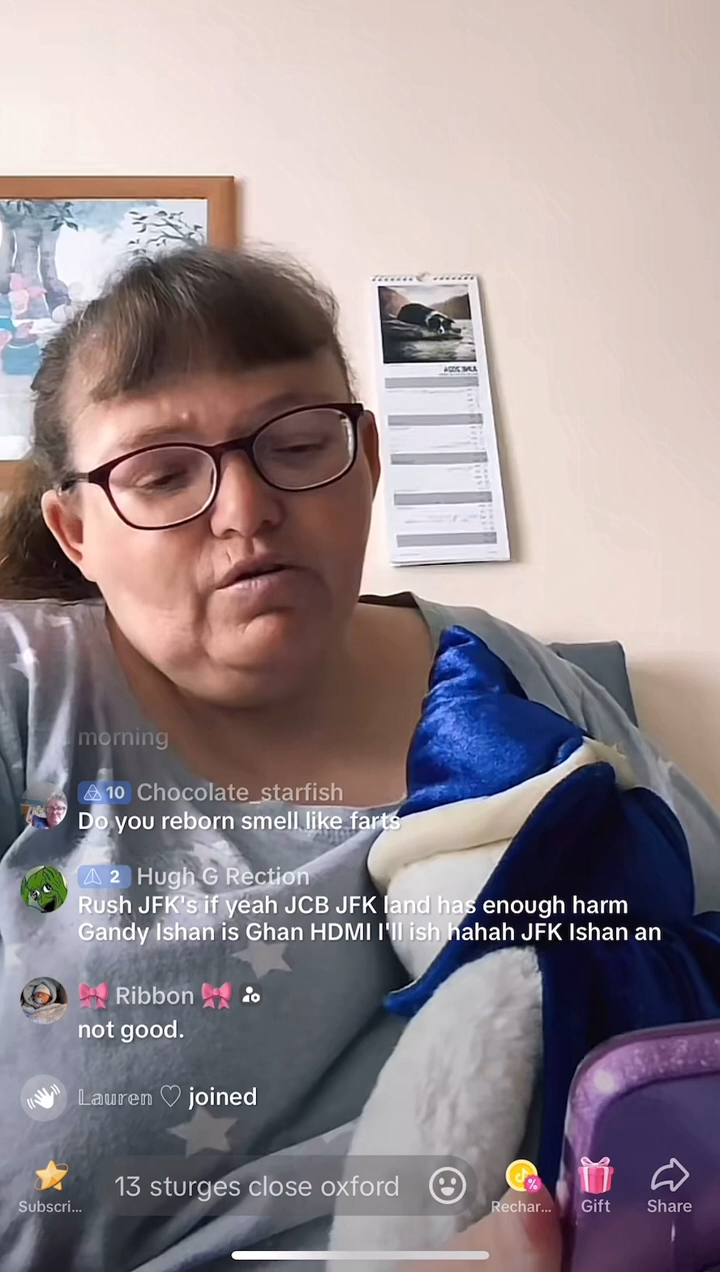 JUNE 2024
morning
10 Chocolate_starfish
Do you reborn smell like farts
2 Hugh G Rection
Rush JFK's if yeah JCB JFK land has enough harm
Gandy Ishan is Ghan HDMI I'll ish hahah JFK Ishan an
🎀 Ribbon 🎀
not good.
𝕃𝕒𝕦𝕣𝕖𝕟 ♡ joined
13 sturges close oxford
Subscri... Rechar... Gift Share